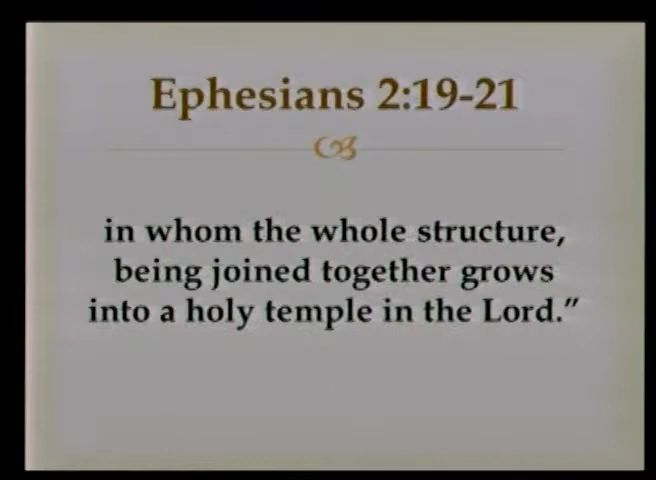 Ephesians 2:19-21
in whom the whole structure,
being joined together grows
into a holy temple in the Lord.”